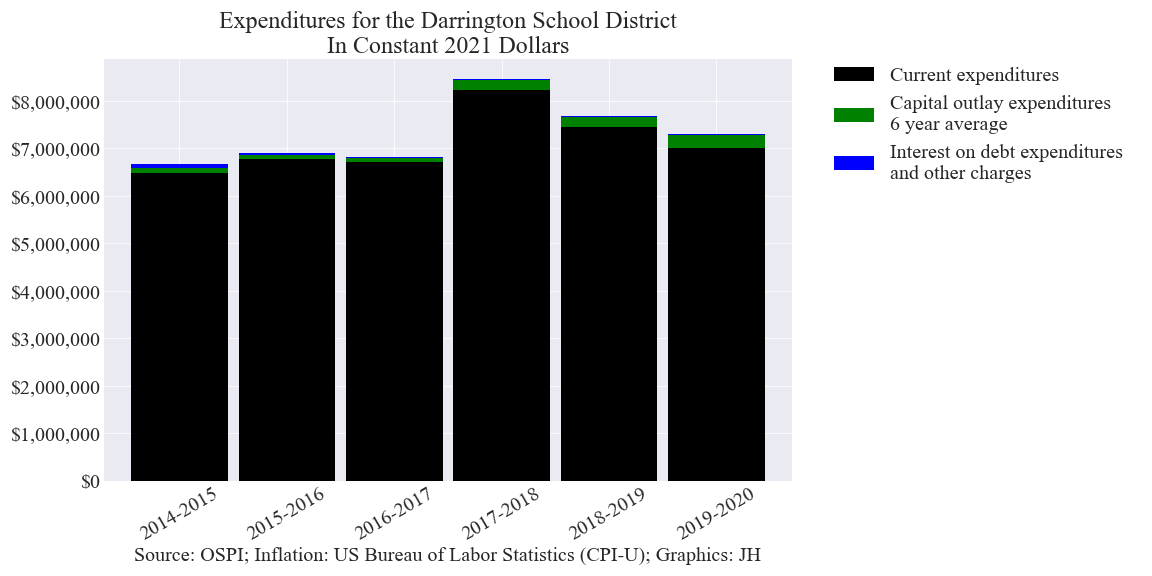 Expenditures for the Darrington School District
In Constant 2021 Dollars
$8,000,000
$7,000,000
$6,000,000
$5,000,000
$4,000,000
$3,000,000
$2,000,000
$1,000,000
$0
2014-2015
2015-2016
2016-2017
2017-2018
2018-2019
2019-2020
Source: OSPI; Inflation: US Bureau of Labor Statistics (CPI-U); Graphics: JH
Current expenditures
Capital outlay expenditures
6 year average
Interest on debt expenditures
and other charges